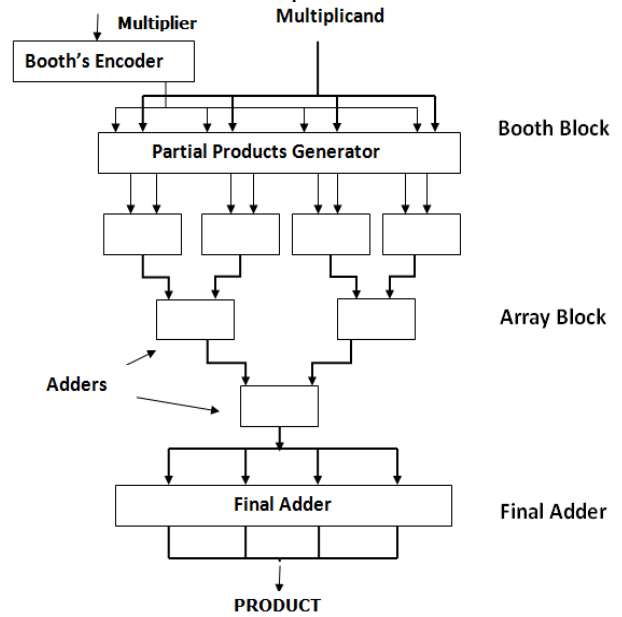 Multiplier
Multiplicand
Booth's Encoder
Booth Block
Partial Products Generator
Array Block
Adders
Final Adder
Final Adder
PRODUCT